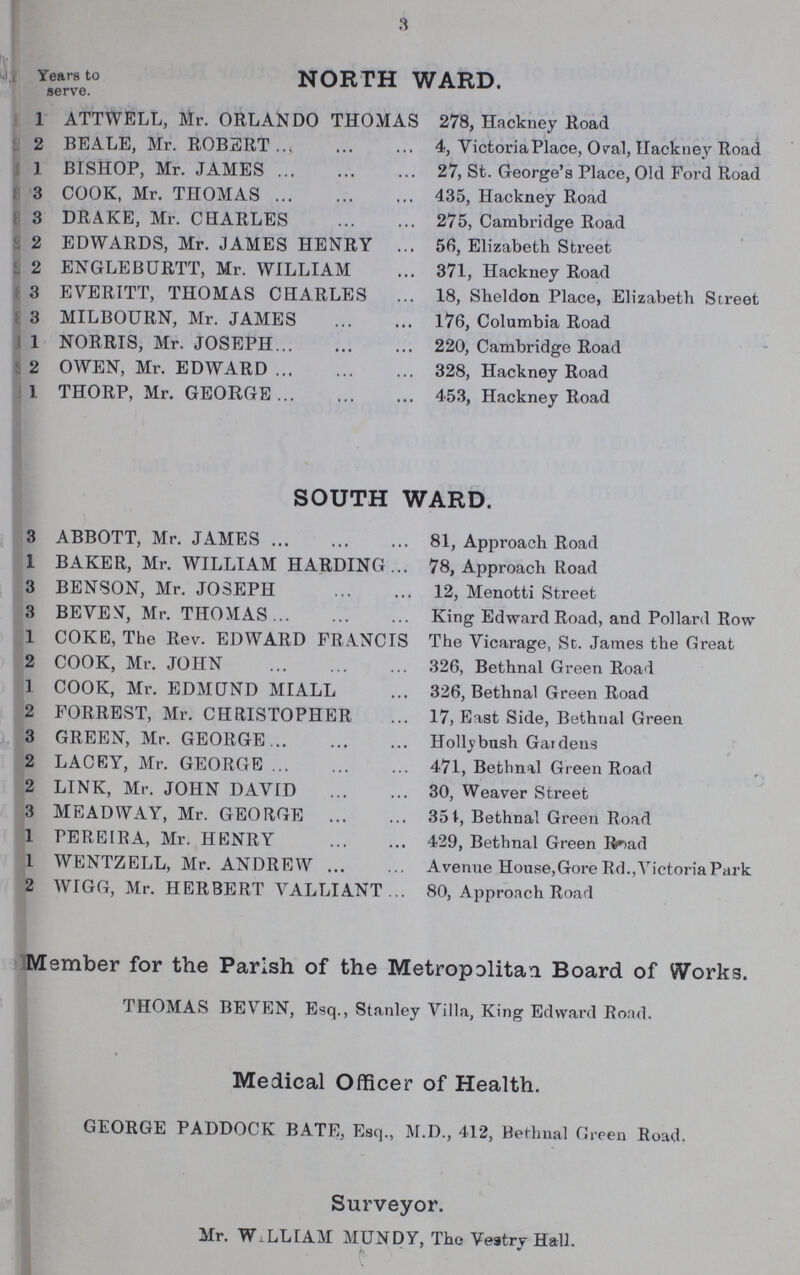 3
Years to serve.
NORTH WARD.
1 ATTWELL, Mr. ORLANDO THOMAS 278, Hackney Road
2 BEALE, Mr. ROBERT ... ... ... 4, Victoria Place, Oval, Hackney Road
1 BISHOP, Mr. JAMES ... ... ... 27, St. George's Place, Old Ford Road
3 COOK, Mr. THOMAS ... ... ... 435, Hackney Road
3 DRAKE, Mr. CHARLES ... ... 275, Cambridge Road
2 EDWARDS, Mr. JAMES HENRY ... 56, Elizabeth Street
2 ENGLEBURTT, Mr. WILLIAM ... 371, Hackney Road
3 EVERITT, THOMAS CHARLES ... 18, Sheldon Place, Elizabeth Street
3 MILBOURN, Mr. JAMES ... ... 176, Columbia Road
1 NORRIS, Mr. JOSEPH... ... ... 220, Cambridge Road
2 OWEN, Mr. EDWARD ... ... ... 328, Hackney Road
1 THORP, Mr. GEORGE ... ... ... 453, Hackney Road
SOUTH WARD.
3 ABBOTT, Mr. JAMES ... ... ... 81, Approach Road
1 BAKER, Mr. WILLIAM HARDING ... 78, Approach Road
3 BENSON, Mr. JOSEPH ... ... 12, Menotti Street
3 BEVEN, Mr. THOMAS ... ... ... King Edward Road, and Pollard Row
1 COKE, The Rev. EDWARD FRANCIS The Vicarage, St. James the Great
2 COOK, Mr. JOHN ... ... ... 326, Bethnal Green Road
1 COOK, Mr. EDMUND MIALL ... 326, Bethnal Green Road
2 FORREST, Mr. CHRISTOPHER ... 17, East Side, Bethnal Green
3 GREEN, Mr. GEORGE ... ... ... Hollybush Gardens
2 LACEY, Mr. GEORGE ... ... ... 471, Bethnal Green Road
2 LINK, Mr. JOHN DAVID ... ... 30, Weaver Street
3 MEADWAY, Mr. GEORGE ... ... 354, Bethnal Green Road
1 PEREIRA, Mr. HENRY ... ... 429, Bethnal Green Road
1 WENTZELL, Mr. ANDREW ... ... Avenue House, Gore Rd., Victoria Park
2 WIGG, Mr. HERBERT VALLIANT ... 80, Approach Road
Member for the Parish of the Metropolitan Board of Works.
THOMAS BEVEN, Esq., Stanley Villa, King Edward Road.
Medical Officer of Health.
GEORGE PADDOCK BATE, Esq., M.D., 412, Bethnal Green Road.
Surveyor.
Mr. WILLIAM MUNDY, The Vestry Hall.